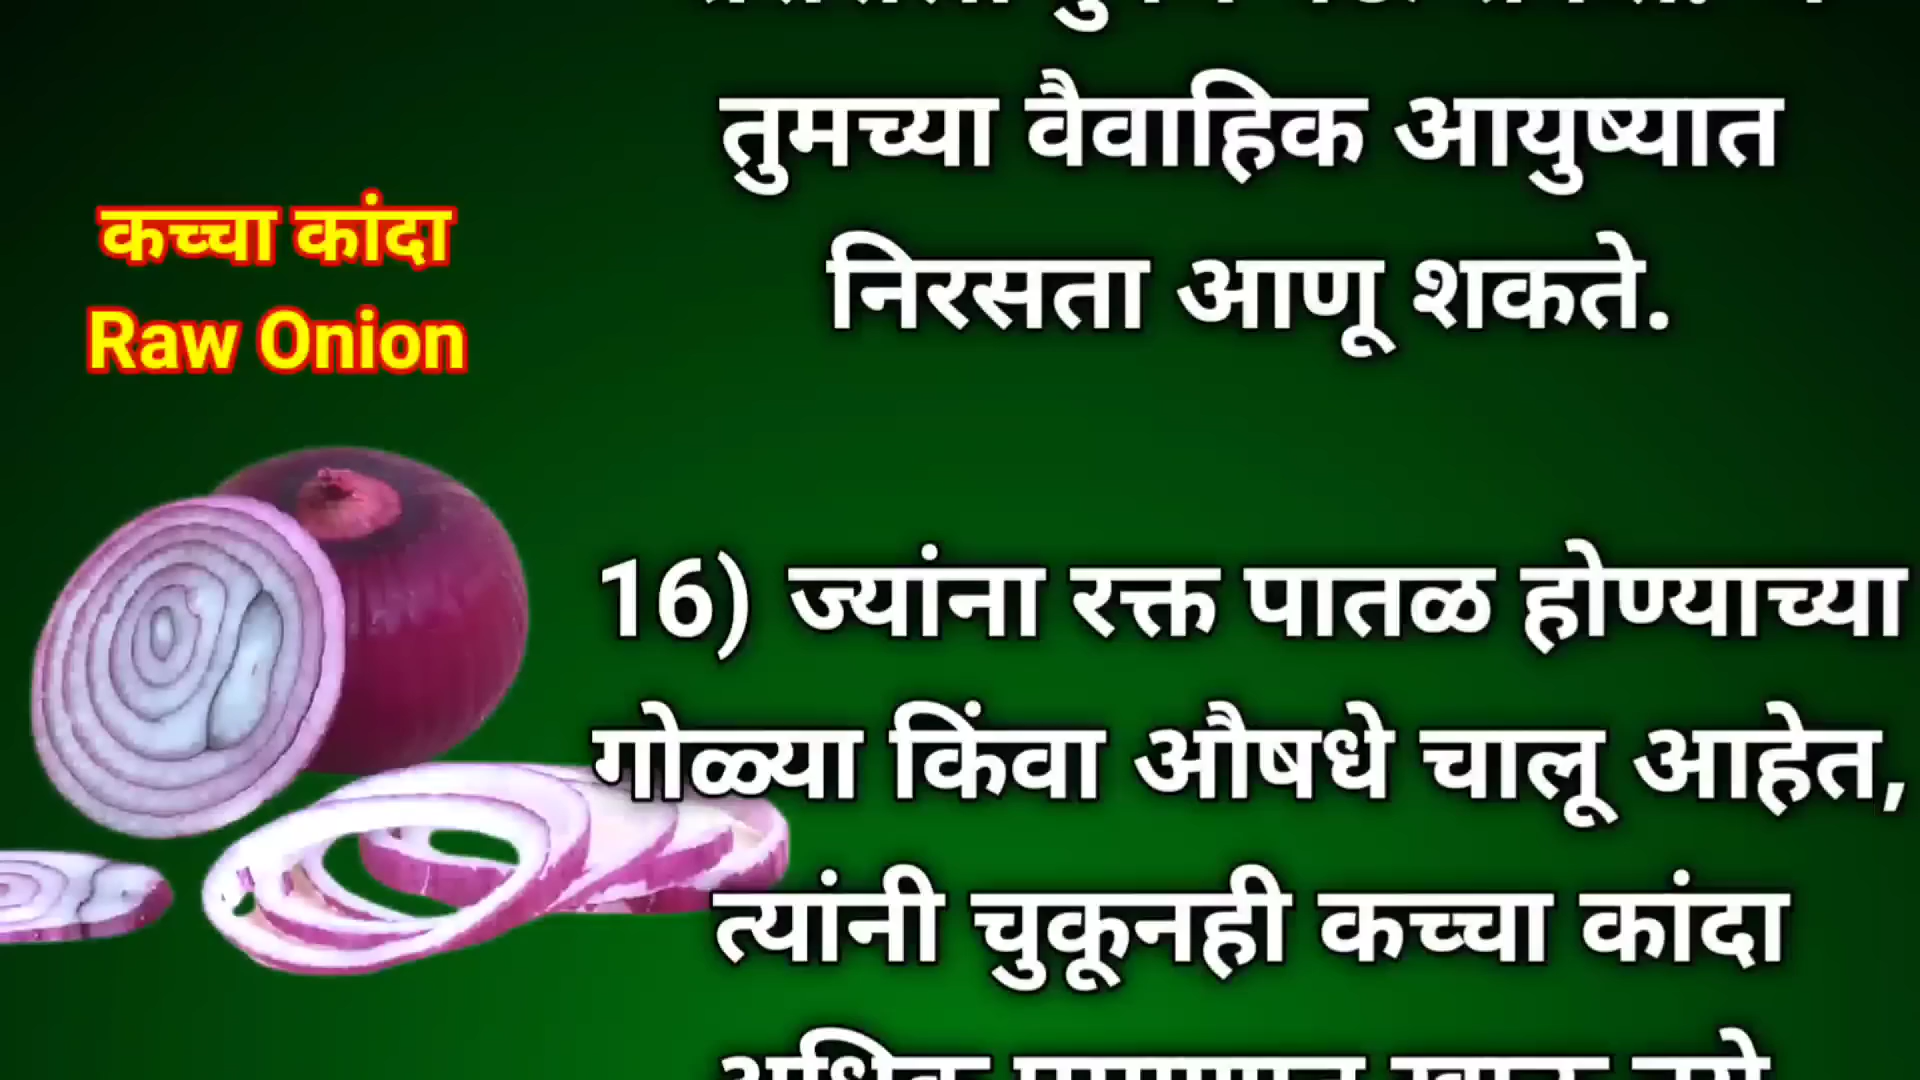 कच्चा कांदा
Raw Onion
तुमच्या वैवाहिक आयुष्यात
निरसता आणू शकते.
16) ज्यांना रक्त पातळ होण्याच्या
गोळ्या किंवा औषधे चालू आहेत,
त्यांनी चुकूनही कच्चा कांदा